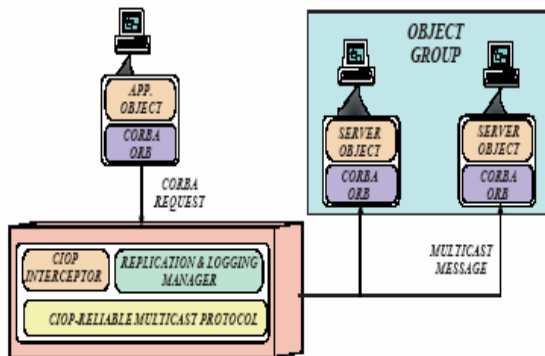 OBJECT
GROUP
APP.
OBJECT
CORBA
ORB
SERVER
OBJECT
CORBA
ORB
SERVER
OBJECT
CORBA
ORB
CORBA
REQUEST
MULTICAST
MESSAGE
CIOP
INTERCEPTOR
REPLICATION & LOGGING
MANAGER
CIOP-RELIABLE MULTICAST PROTOCOL